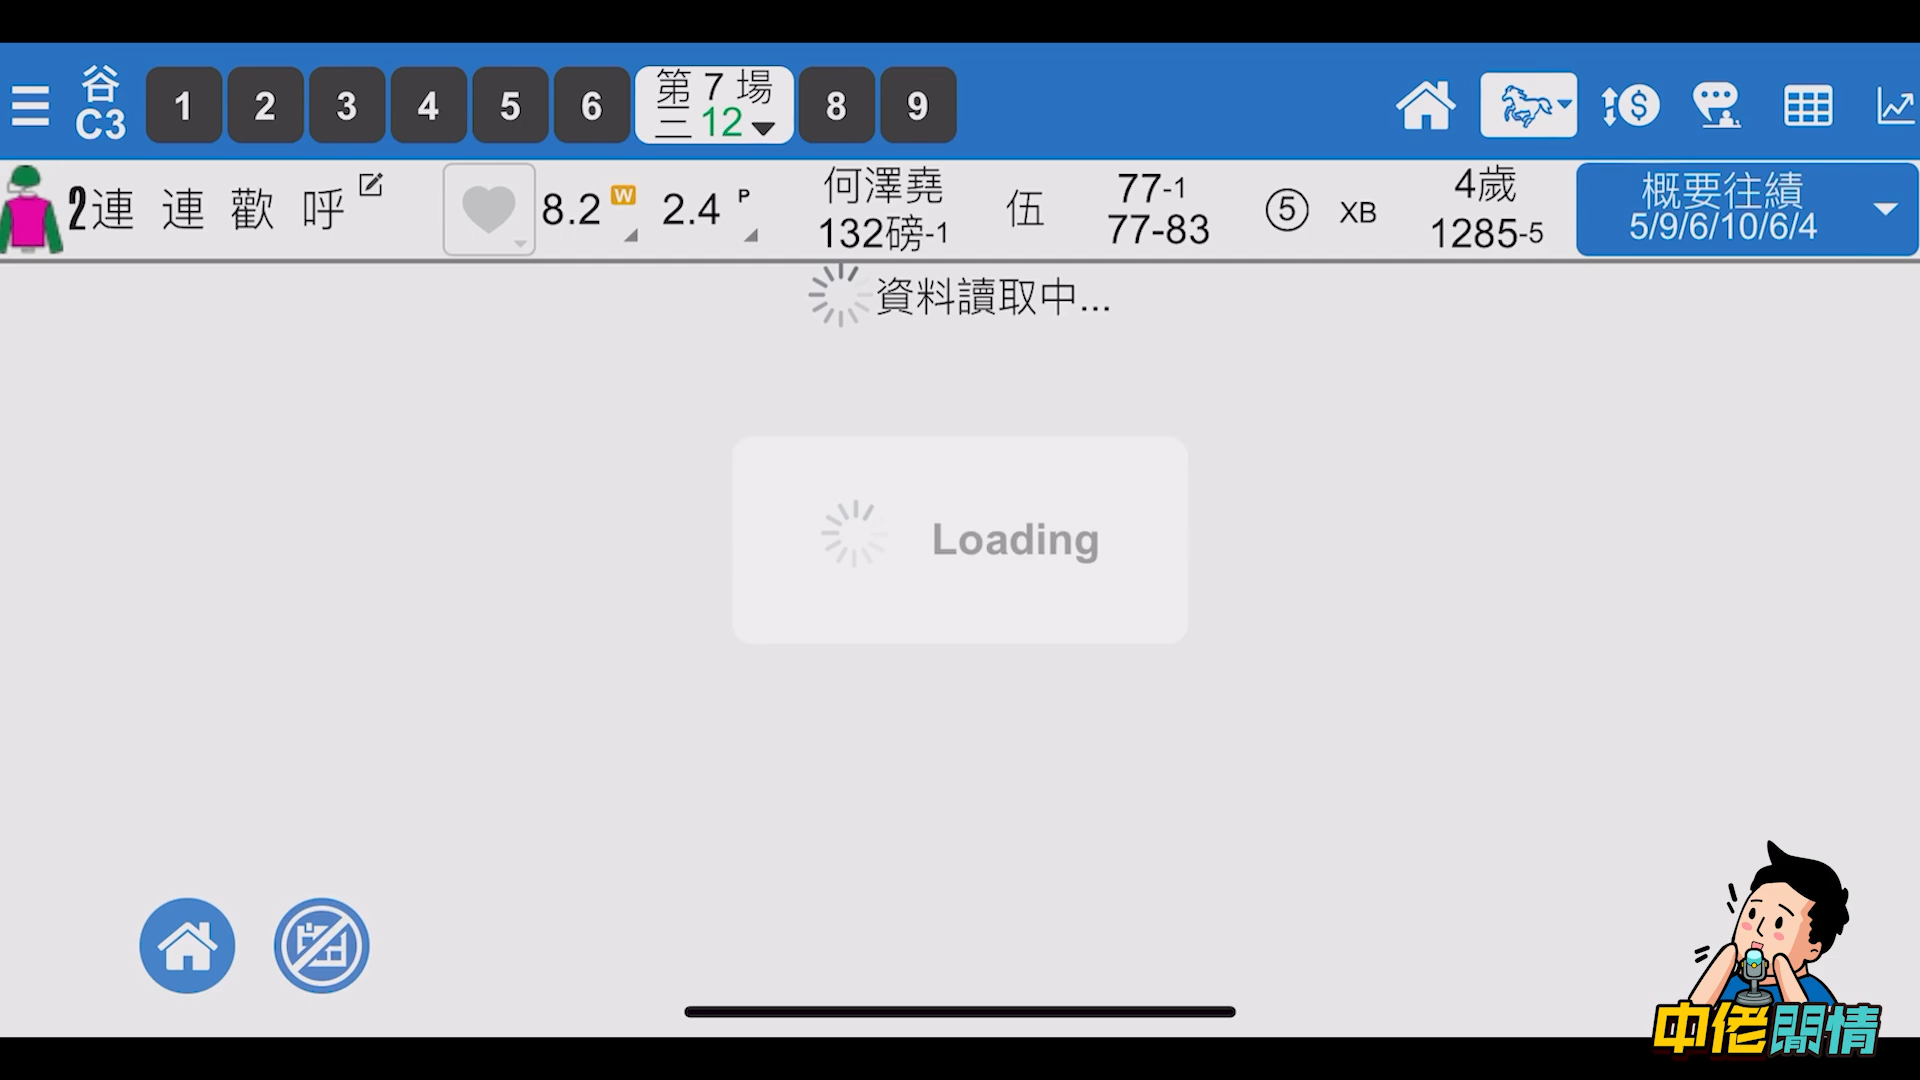 谷
C3
1
2
3
4
5
6
第 7 場
三 12
8
9
2 連 連 歡 呼
8.2 W
2.4 P
何澤堯
132磅-1
伍
77-1
77-83
5
XB
4歲
1285-5
概要往績
5/9/6/10/6/4
資料讀取中...
Loading
中佬閒情